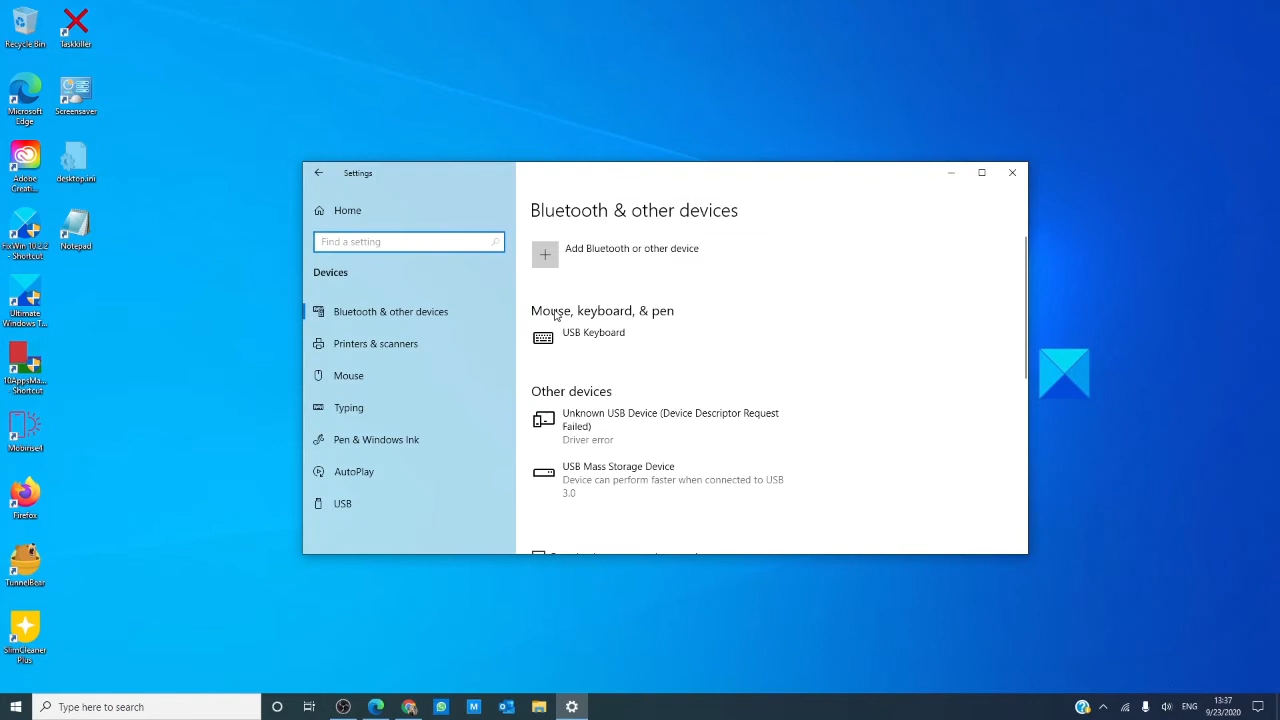 Recycle Bin
Taskkiller
Microsoft
Edge
Screensaver
Adobe
Creati...
desktop.ini
FixWin 10.2.2
- Shortcut
Notepad
Ultimate
Windows T...
10AppsMa...
- Shortcut
Mobirise4
Firefox
TunnelBear
SlimCleaner
Plus
Settings
Home
Find a setting
Devices
Bluetooth & other devices
Printers & scanners
Mouse
Typing
Pen & Windows Ink
AutoPlay
USB
Bluetooth & other devices
Add Bluetooth or other device
Mouse, keyboard, & pen
USB Keyboard
Other devices
Unknown USB Device (Device Descriptor Request
Failed)
Driver error
USB Mass Storage Device
Device can perform faster when connected to USB
3.0
Type here to search
M
ENG
13:37
9/23/2020